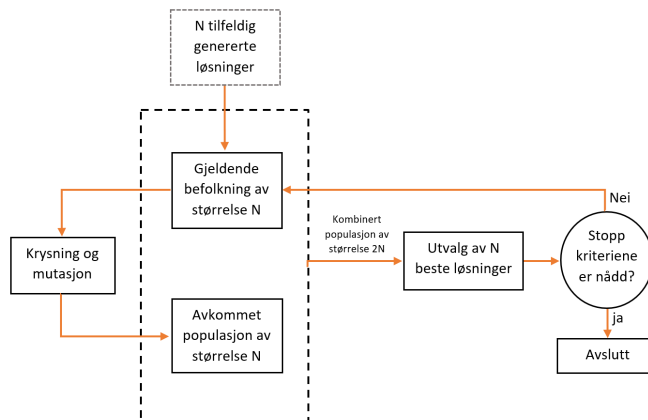 N tilfeldig
genererte
løsninger
Gjeldende
befolkning av
størrelse N
Krysning og
mutasjon
Avkommet
populasjon av
størrelse N
Kombinert
populasjon av
størrelse 2N
Utvalg av N
beste løsninger
Nei
Stopp
kriteriene
er nådd?
ja
Avslutt